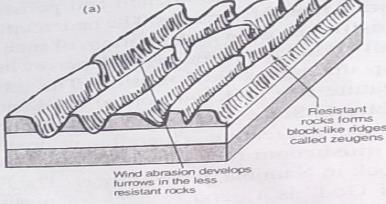 (a)
Resistant
rocks forms
block-like ridges
called zeugens
Wind abrasion develops
furrows in the less
resistant rocks